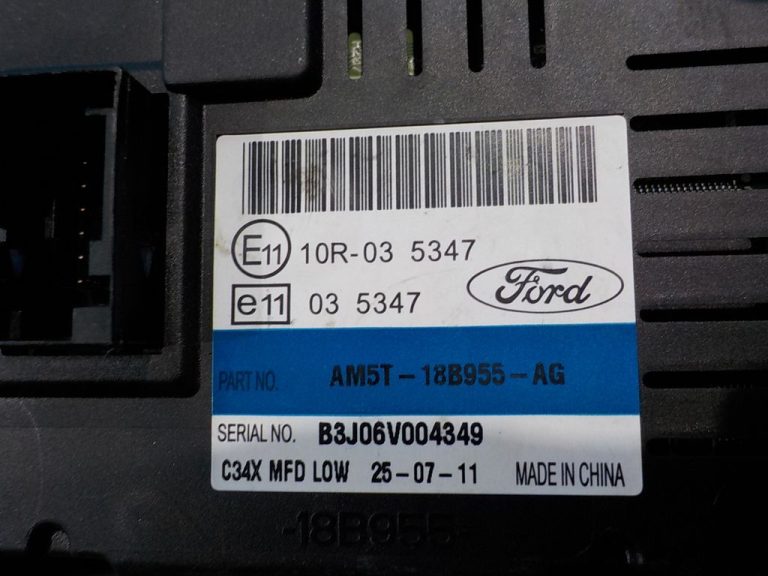 E11 10R-03 5347
e11 03 5347
Ford
PART NO. AM5T-18B955-AG
SERIAL NO. B3J06V004349
C34X MFD LOW 25-07-11 MADE IN CHINA
-18B955-